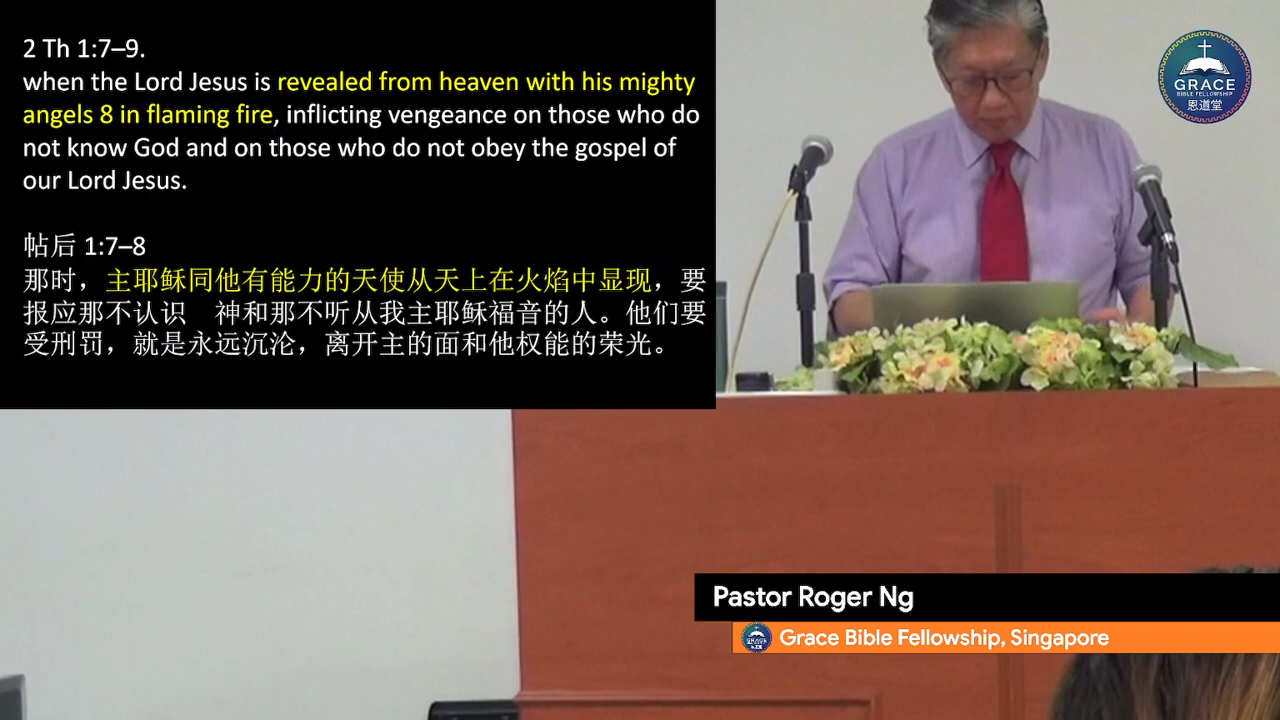 2 Th 1:7–9.
when the Lord Jesus is revealed from heaven with his mighty
angels 8 in flaming fire, inflicting vengeance on those who do
not know God and on those who do not obey the gospel of
our Lord Jesus.
帖后 1:7–8
那时，主耶稣同他有能力的天使从天上在火焰中显现，要
报应那不认识　神和那不听从我主耶稣福音的人。他们要
受刑罚，就是永远沉沦，离开主的面和他权能的荣光。
GRACE
BIBLE FELLOWSHIP
恩道堂
Pastor Roger Ng
GRACE
Grace Bible Fellowship, Singapore